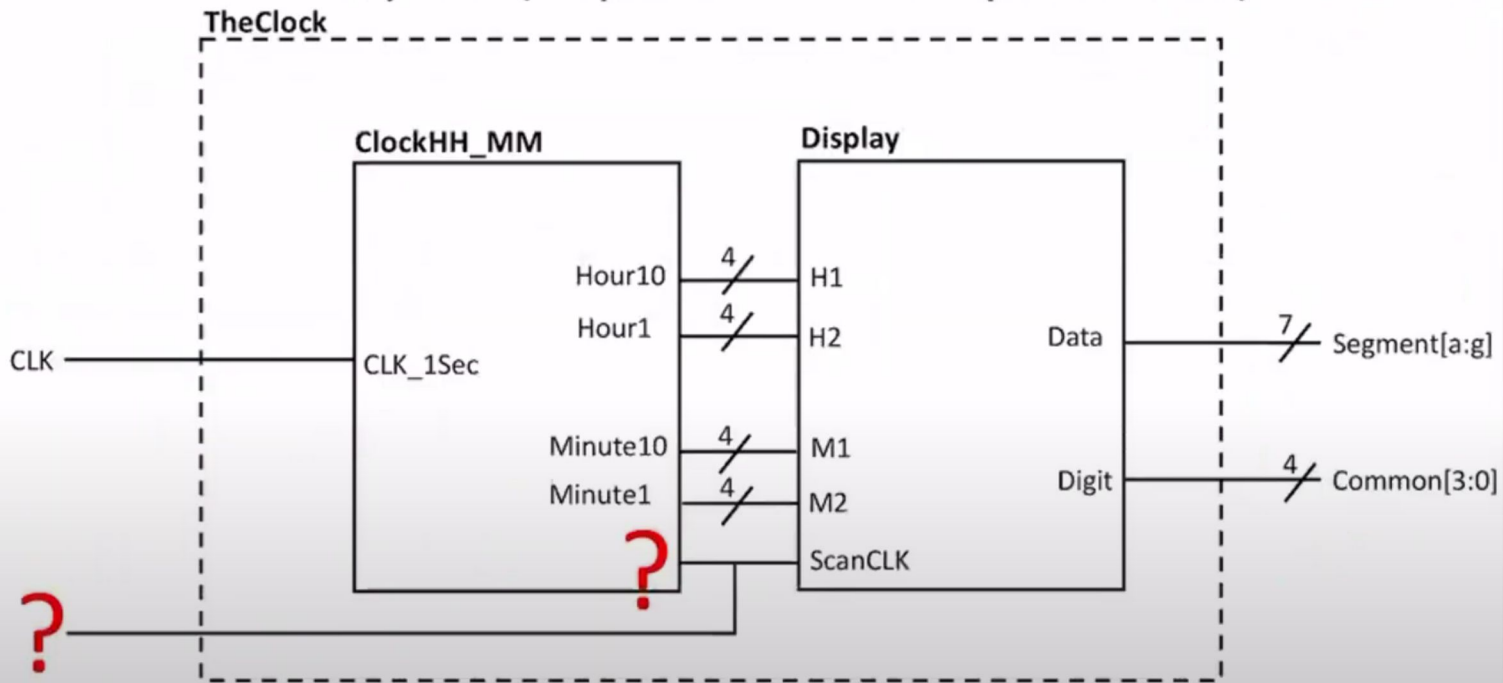 TheClock
ClockHH_MM
Display
Hour10
4
H1
Hour1
4
H2
CLK
CLK_1Sec
Data
7
Segment[a:g]
Minute10
4
M1
Minute1
4
M2
Digit
4
Common[3:0]
?
ScanCLK
?